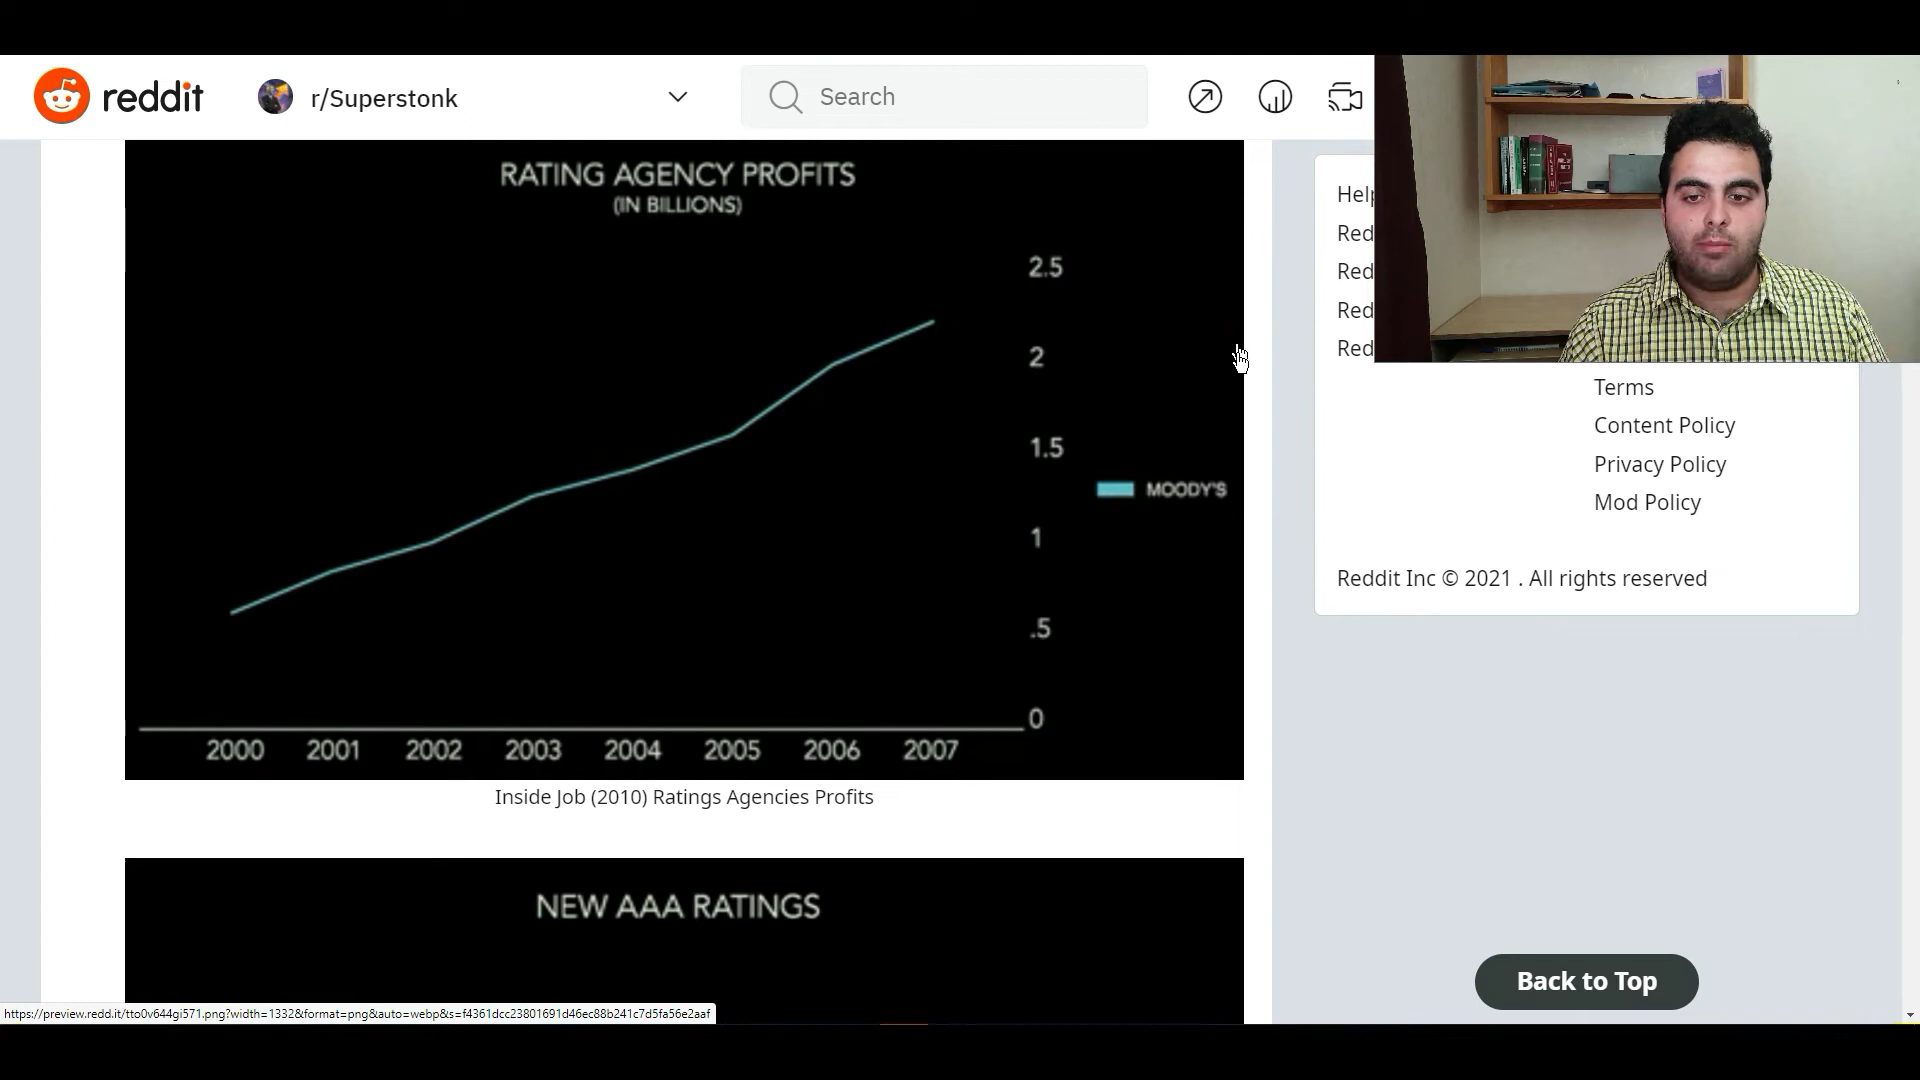 reddit
r/Superstonk
Search
RATING AGENCY PROFITS
(IN BILLIONS)
2.5
2
1.5
1
.5
0
MOODY'S
2000 2001 2002 2003 2004 2005 2006 2007
Inside Job (2010) Ratings Agencies Profits
NEW AAA RATINGS
Help
Red
Red
Red
Red
Terms
Content Policy
Privacy Policy
Mod Policy
Reddit Inc © 2021 . All rights reserved
Back to Top
https://preview.redd.it/tto0v644gi571.png?width=1332&format=png&auto=webp&s=f4361dcc23801691d46ec88b241c7d5fa56e2aaf